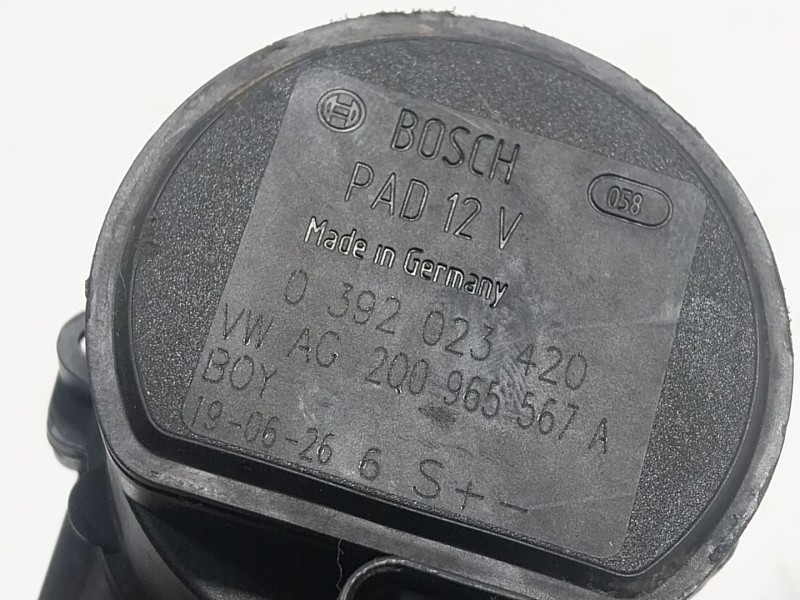 BOSCH
PAD 12 V
058
Made in Germany
0 392 023 420
VW AG 2Q0 965 567 A
BOY
19-06-26 6 S + -